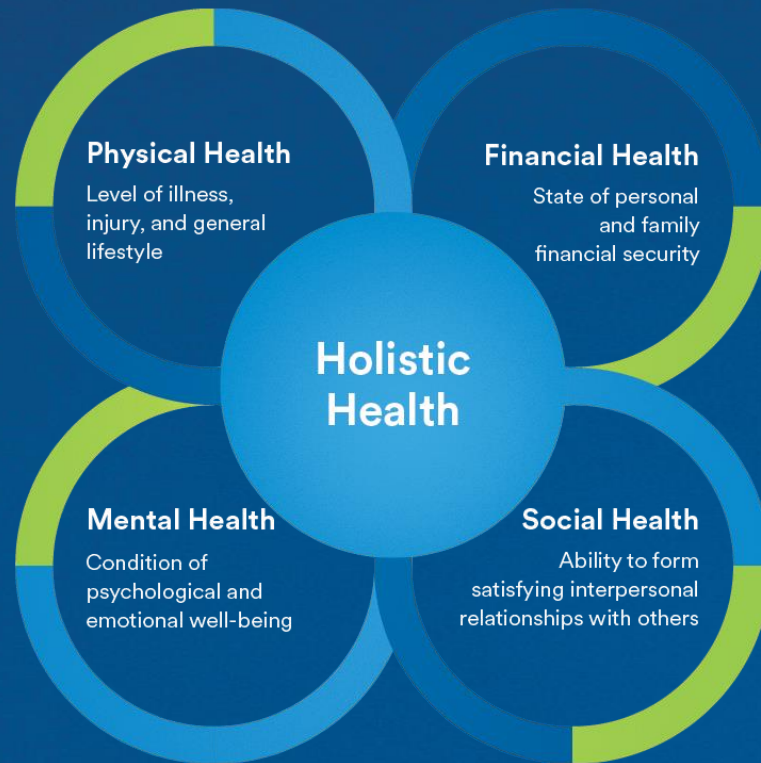 Physical Health
Level of illness,
injury, and general
lifestyle
Financial Health
State of personal
and family
financial security
Holistic
Health
Mental Health
Condition of
psychological and
emotional well-being
Social Health
Ability to form
satisfying interpersonal
relationships with others